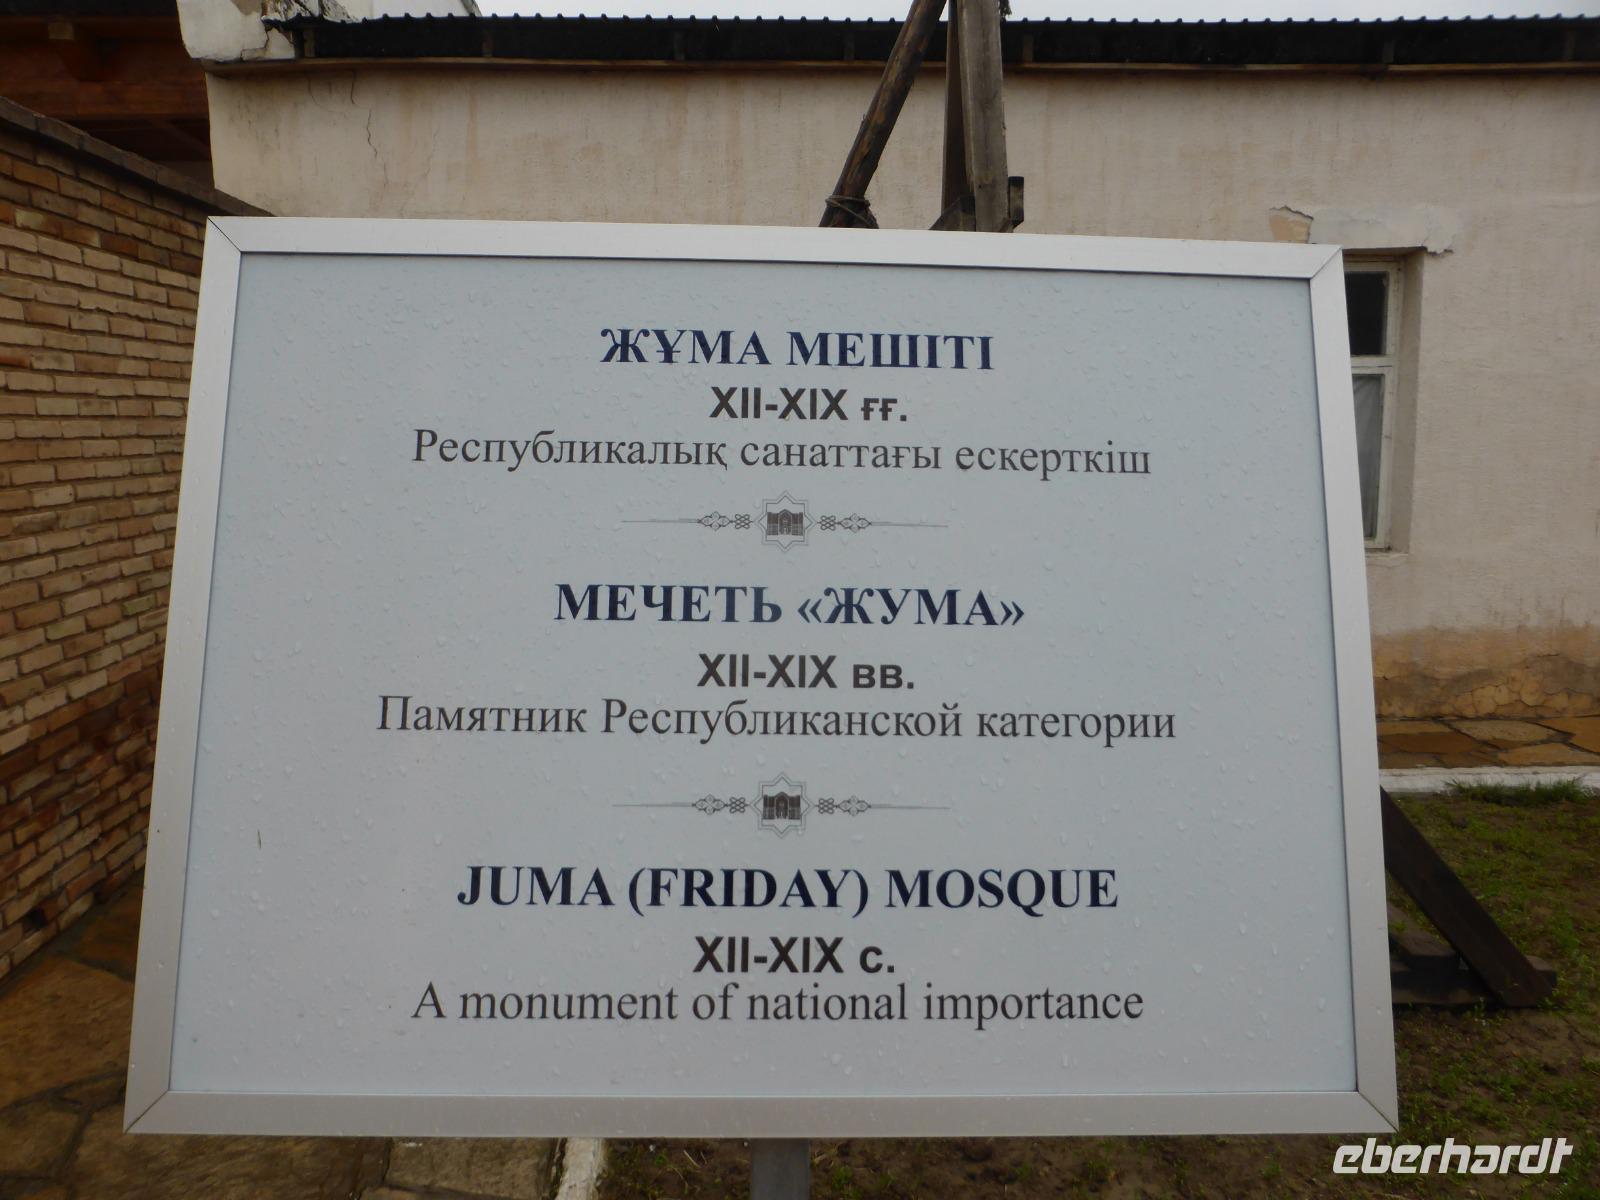 ЖҰМА МЕШІТІ
XII-XIX ғғ.
Республикалық санаттағы ескерткіш
МЕЧЕТЬ «ЖУМА»
XII-XIX вв.
Памятник Республиканской категории
JUMA (FRIDAY) MOSQUE
XII-XIX c.
A monument of national importance
eberhardt